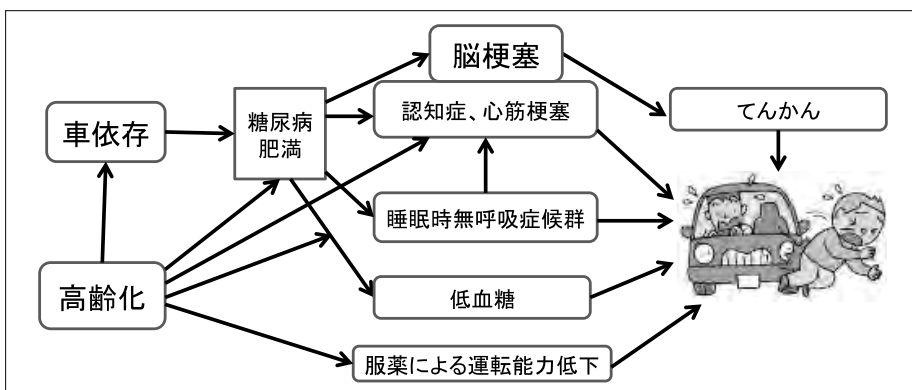 脳梗塞
認知症、心筋梗塞
てんかん
車依存
糖尿病
肥満
睡眠時無呼吸症候群
高齢化
低血糖
服薬による運転能力低下